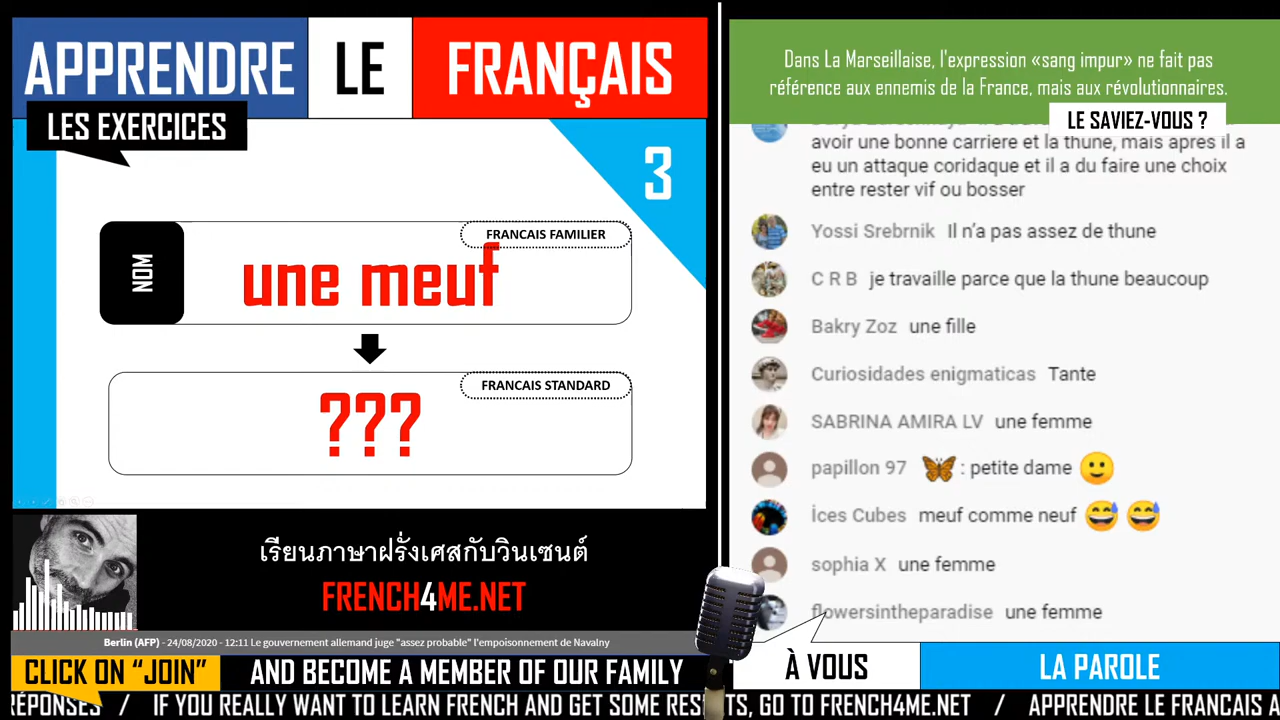 APPRENDRE LE FRANÇAIS
LES EXERCICES
3
NOM
FRANCAIS FAMILIER
une meuf
FRANCAIS STANDARD
???
เรียนภาษาฝรั่งเศสกับวินเซนต์
FRENCH4ME.NET
Berlin (AFP) - 24/08/2020 - 12:11 Le gouvernement allemand juge "assez probable" l'empoisonnement de Navalny
CLICK ON “JOIN” AND BECOME A MEMBER OF OUR FAMILY
Dans La Marseillaise, l'expression «sang impur» ne fait pas
référence aux ennemis de la France, mais aux révolutionnaires.
LE SAVIEZ-VOUS ?
avoir une bonne carriere et la thune, mais après il a
eu un attaque coridaque et il a du faire une choix
entre rester vif ou bosser
Yossi Srebrnik Il n’a pas assez de thune
C R B je travaille parce que la thune beaucoup
Bakry Zoz une fille
Curiosidades enigmaticas Tante
SABRINA AMIRA LV une femme
papillon 97 🦋 : petite dame 🙂
İces Cubes meuf comme neuf 😅 😅
sophia X une femme
flowersintheparadise une femme
À VOUS LA PAROLE
RÉPONSES / IF YOU REALLY WANT TO LEARN FRENCH AND GET SOME RES TS, GO TO FRENCH4ME.NET / APPRENDRE LE FRANCAIS A